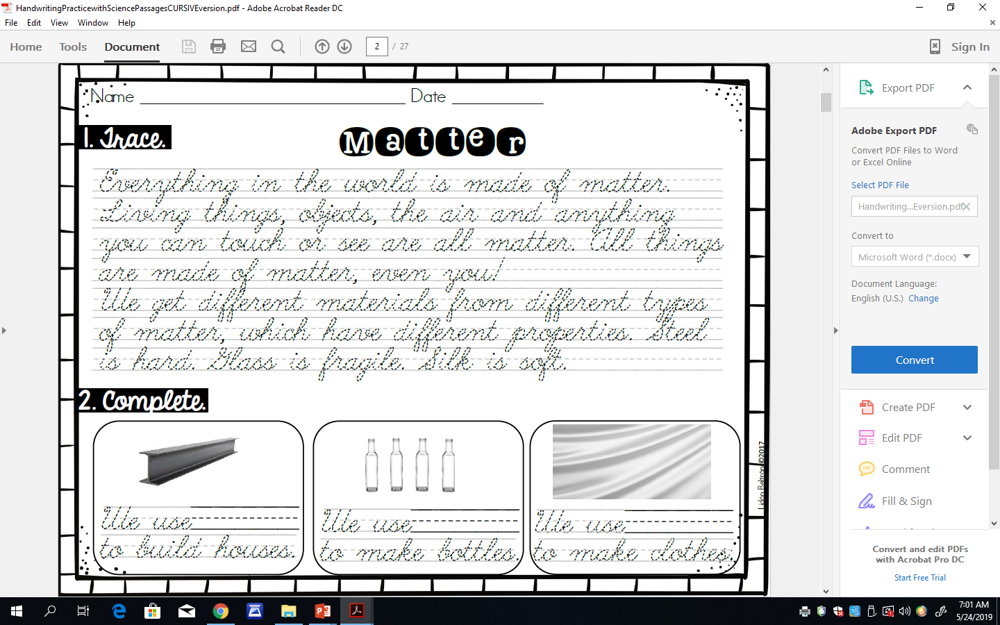 HandwritingPracticewithSciencePassagesCURSIVEversion.pdf - Adobe Acrobat Reader DC
File Edit View Window Help
Home Tools Document 2 / 27 Sign In
Name Date
1. Trace.
Matter
Everything in the world is made of matter.
Living things, objects, the air and anything
you can touch or see are all matter. All things
are made of matter, even you!
We get different materials from different types
of matter, which have different properties. Steel
is hard. Glass is fragile. Silk is soft.
2. Complete.
We use
to build houses.
We use
to make bottles.
We use
to make clothes.
Lidón Beltrán ©2017
Export PDF
Adobe Export PDF
Convert PDF Files to Word
or Excel Online
Select PDF File
Handwriting...Eversion.pdf
Convert to
Microsoft Word (*.docx)
Document Language:
English (U.S.) Change
Convert
Create PDF
Edit PDF
Comment
Fill & Sign
Convert and edit PDFs
with Acrobat Pro DC
Start Free Trial
7:01 AM
5/24/2019